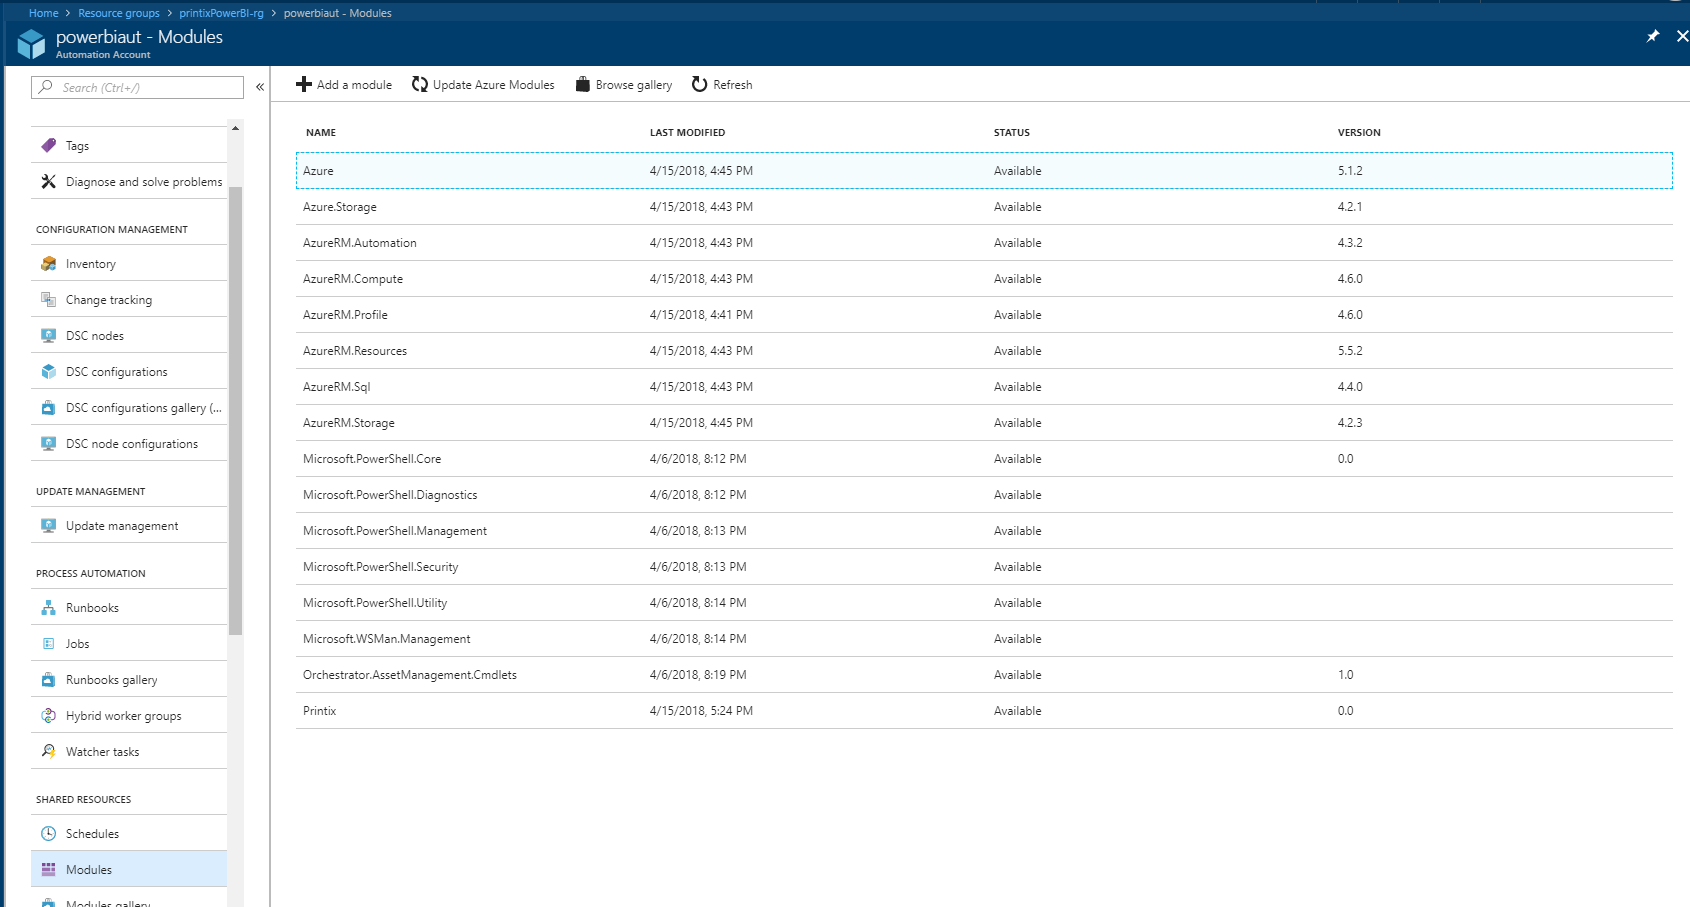 Home > Resource groups > printixPowerBI-rg > powerbiaut - Modules
powerbiaut - Modules
Automation Account
Search (Ctrl+/)
«
Add a module Update Azure Modules Browse gallery Refresh
Tags
Diagnose and solve problems
CONFIGURATION MANAGEMENT
Inventory
Change tracking
DSC nodes
DSC configurations
DSC configurations gallery (...
DSC node configurations
UPDATE MANAGEMENT
Update management
PROCESS AUTOMATION
Runbooks
Jobs
Runbooks gallery
Hybrid worker groups
Watcher tasks
SHARED RESOURCES
Schedules
Modules
Modules gallery
NAME LAST MODIFIED STATUS VERSION
Azure 4/15/2018, 4:45 PM Available 5.1.2
Azure.Storage 4/15/2018, 4:43 PM Available 4.2.1
AzureRM.Automation 4/15/2018, 4:43 PM Available 4.3.2
AzureRM.Compute 4/15/2018, 4:43 PM Available 4.6.0
AzureRM.Profile 4/15/2018, 4:41 PM Available 4.6.0
AzureRM.Resources 4/15/2018, 4:43 PM Available 5.5.2
AzureRM.Sql 4/15/2018, 4:43 PM Available 4.4.0
AzureRM.Storage 4/15/2018, 4:45 PM Available 4.2.3
Microsoft.PowerShell.Core 4/6/2018, 8:12 PM Available 0.0
Microsoft.PowerShell.Diagnostics 4/6/2018, 8:12 PM Available
Microsoft.PowerShell.Management 4/6/2018, 8:13 PM Available
Microsoft.PowerShell.Security 4/6/2018, 8:13 PM Available
Microsoft.PowerShell.Utility 4/6/2018, 8:14 PM Available
Microsoft.WSMan.Management 4/6/2018, 8:14 PM Available
Orchestrator.AssetManagement.Cmdlets 4/6/2018, 8:19 PM Available 1.0
Printix 4/15/2018, 5:24 PM Available 0.0